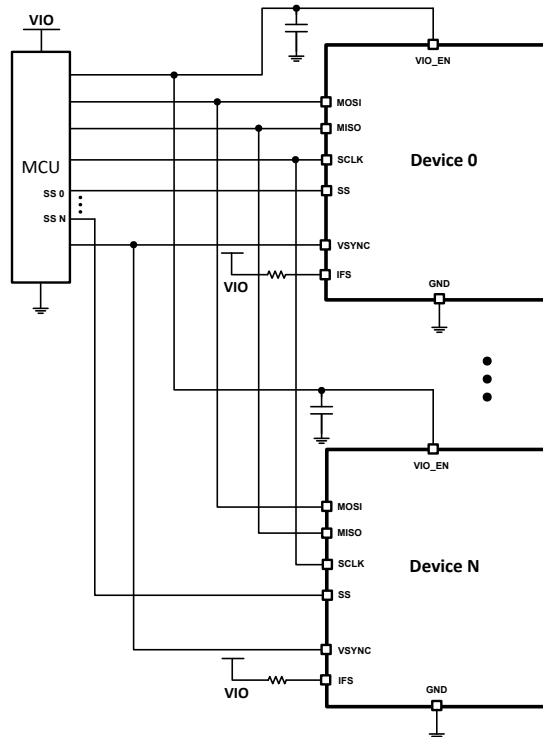 VIO
VIO_EN
MOSI
MISO
MCU
SCLK
Device 0
SS 0
SS
SS N
VSYNC
VIO
IFS
GND
VIO_EN
MOSI
MISO
SCLK
Device N
SS
VSYNC
VIO
IFS
GND